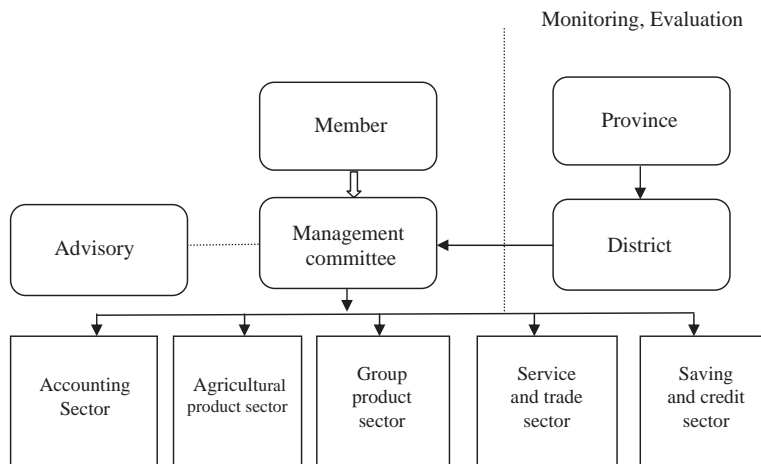 Monitoring, Evaluation
Member
Province
Advisory
Management
committee
District
Accounting
Sector
Agricultural
product sector
Group
product
sector
Service
and trade
sector
Saving
and credit
sector